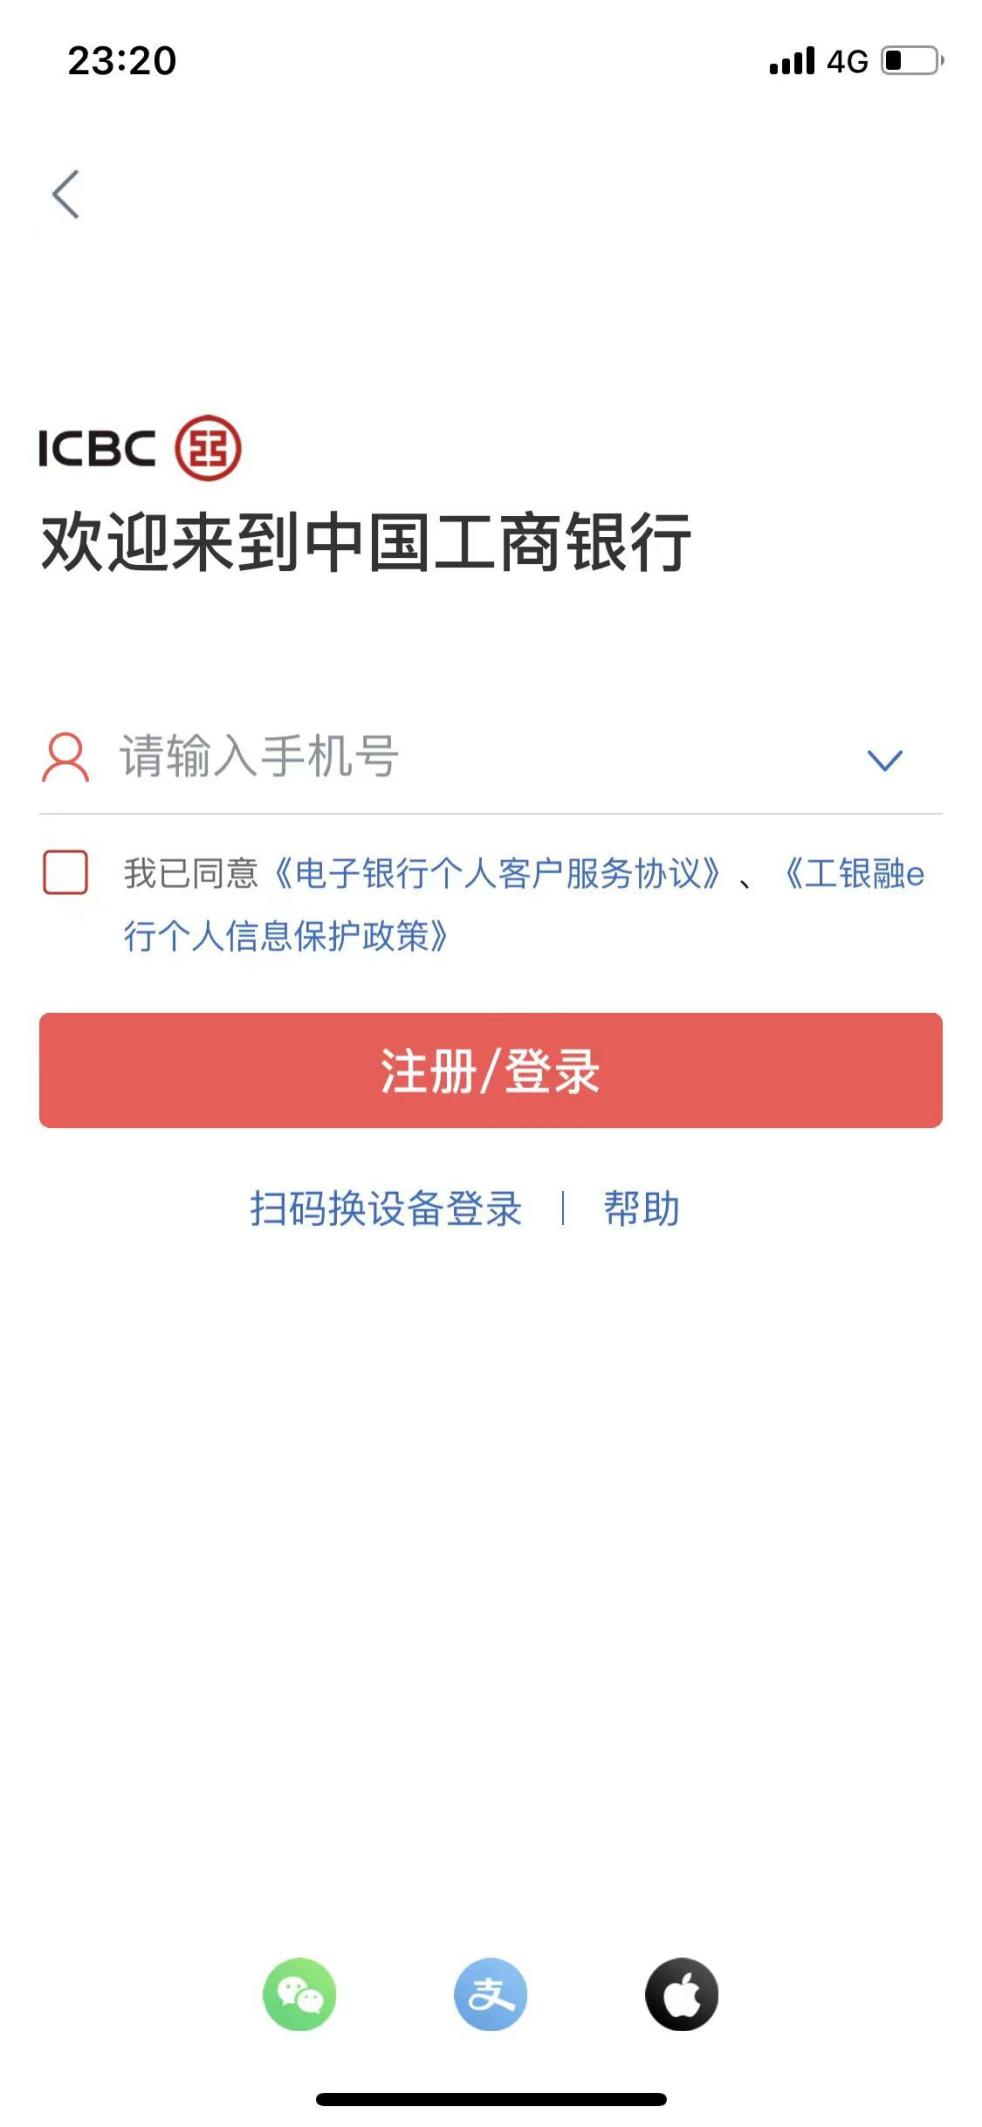 23:20 4G
ICBC
欢迎来到中国工商银行
请输入手机号
我已同意《电子银行个人客户服务协议》、《工银融e
行个人信息保护政策》
注册/登录
扫码换设备登录 | 帮助
支